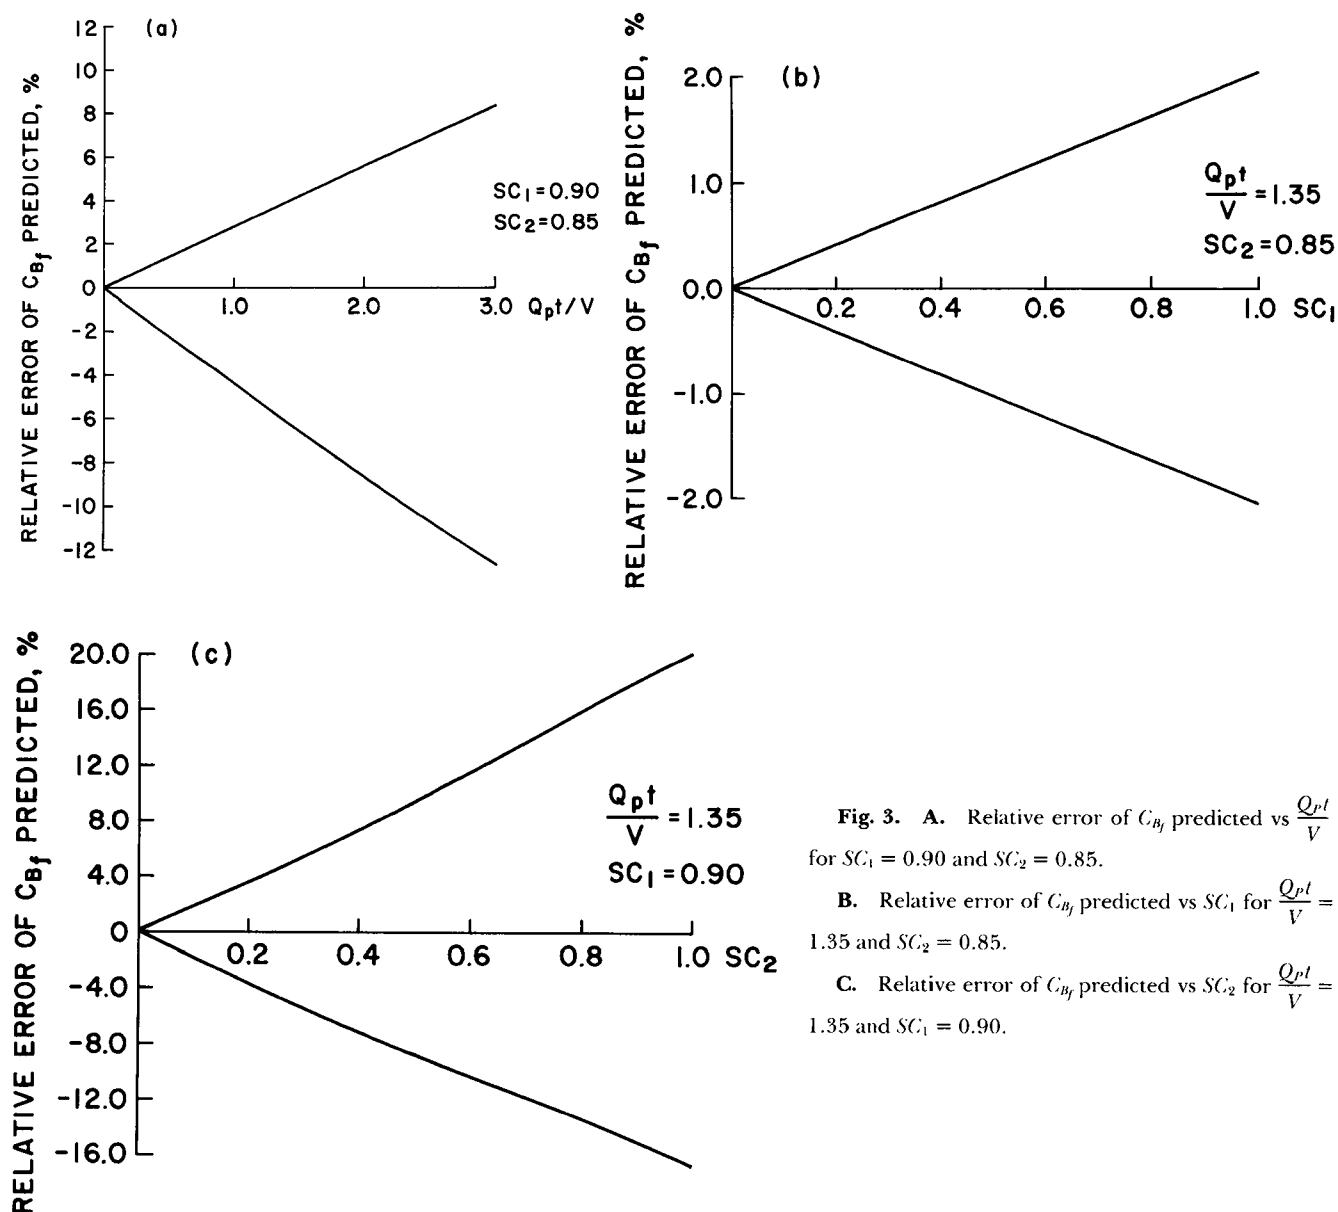 (a)
RELATIVE ERROR OF C_Bf PREDICTED, %
12
10
8
6
4
2
0
-2
-4
-6
-8
-10
-12
1.0 2.0 3.0 Qpt/V
SC1=0.90
SC2=0.85
(b)
RELATIVE ERROR OF C_Bf PREDICTED, %
2.0
1.0
0.0
-1.0
-2.0
0.2 0.4 0.6 0.8 1.0 SC1
Qpt
V =1.35
SC2=0.85
(c)
RELATIVE ERROR OF C_Bf PREDICTED, %
20.0
16.0
12.0
8.0
4.0
0
-4.0
-8.0
-12.0
-16.0
0.2 0.4 0.6 0.8 1.0 SC2
Qpt
V =1.35
SC1=0.90
Fig. 3. A. Relative error of C_Bf predicted vs QPt/V
for SC1 = 0.90 and SC2 = 0.85.
B. Relative error of C_Bf predicted vs SC1 for QPt/V =
1.35 and SC2 = 0.85.
C. Relative error of C_Bf predicted vs SC2 for QPt/V =
1.35 and SC1 = 0.90.